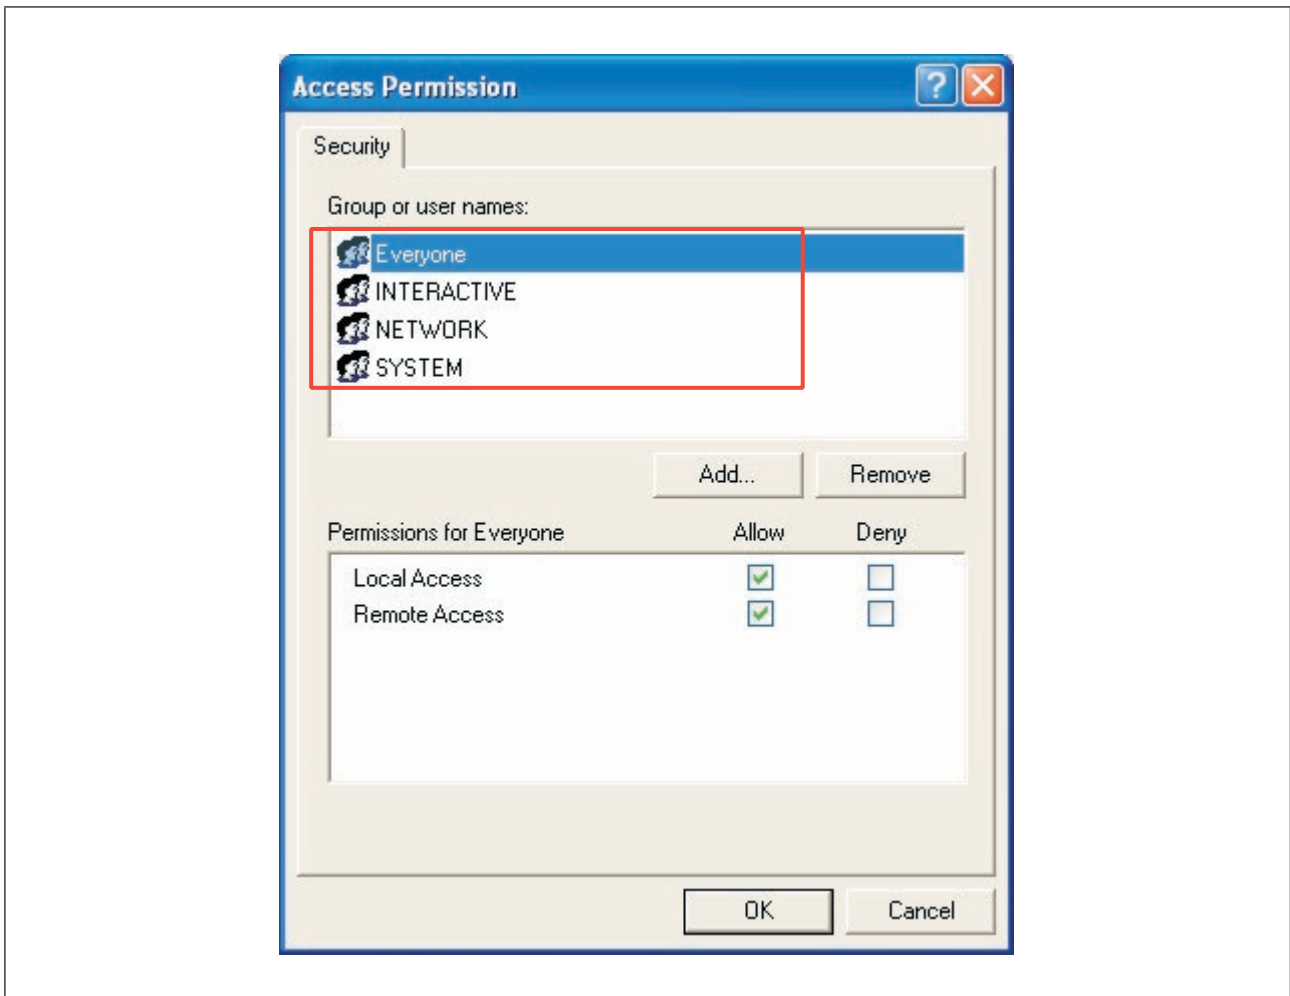 Access Permission
?
Security
Group or user names:
Everyone
INTERACTIVE
NETWORK
SYSTEM
Add... Remove
Permissions for Everyone Allow Deny
Local Access
Remote Access
OK Cancel